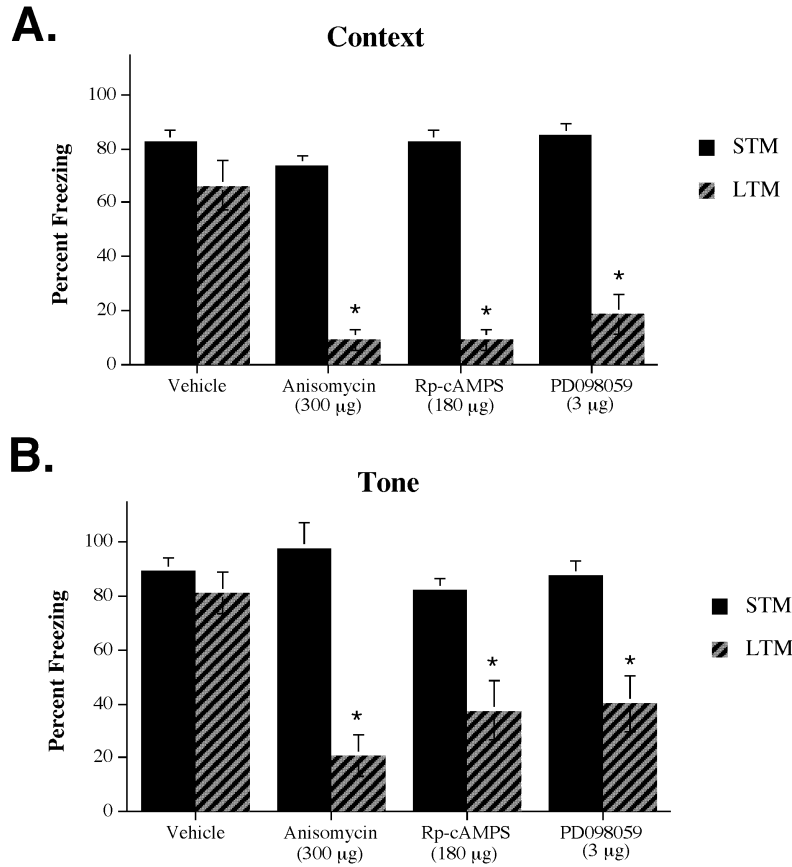 A.
Context
Percent Freezing
100
80
60
40
20
0
*
*
*
Vehicle
Anisomycin
(300 µg)
Rp-cAMPS
(180 µg)
PD098059
(3 µg)
STM
LTM
B.
Tone
Percent Freezing
100
80
60
40
20
0
*
*
*
Vehicle
Anisomycin
(300 µg)
Rp-cAMPS
(180 µg)
PD098059
(3 µg)
STM
LTM